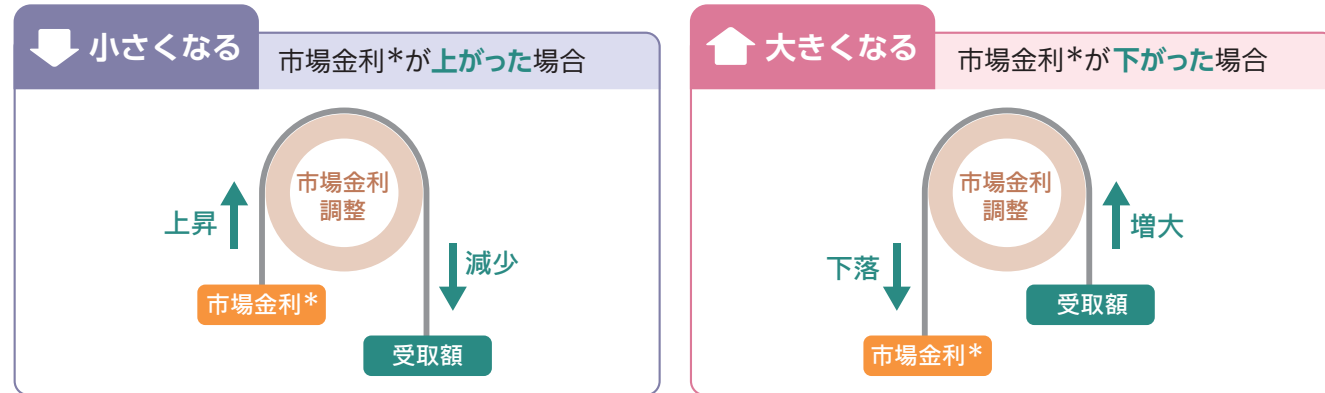 小さくなる
市場金利*が上がった場合
市場金利
調整
上昇
減少
市場金利*
受取額
大きくなる
市場金利*が下がった場合
市場金利
調整
下落
増大
受取額
市場金利*